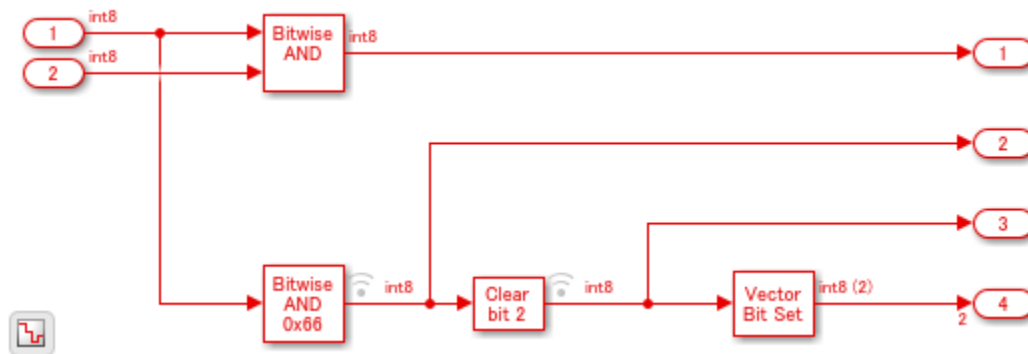 1
int8
2
int8
Bitwise
AND
int8
1
2
3
Bitwise
AND
0x66
int8
Clear
bit 2
int8
Vector
Bit Set
int8 (2)
2
4